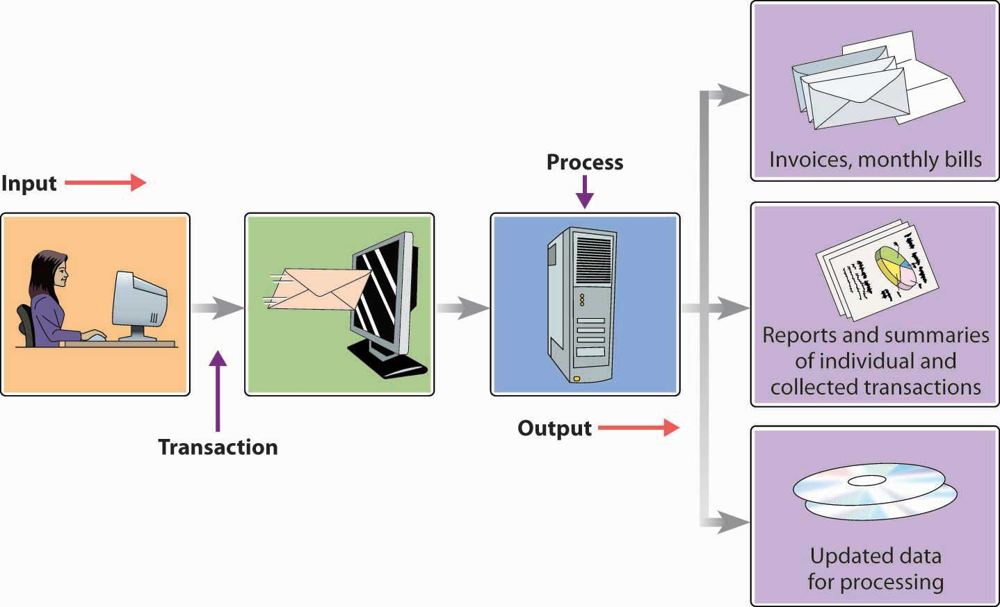 Input
Transaction
Process
Output
Invoices, monthly bills
Reports and summaries
of individual and
collected transactions
Updated data
for processing